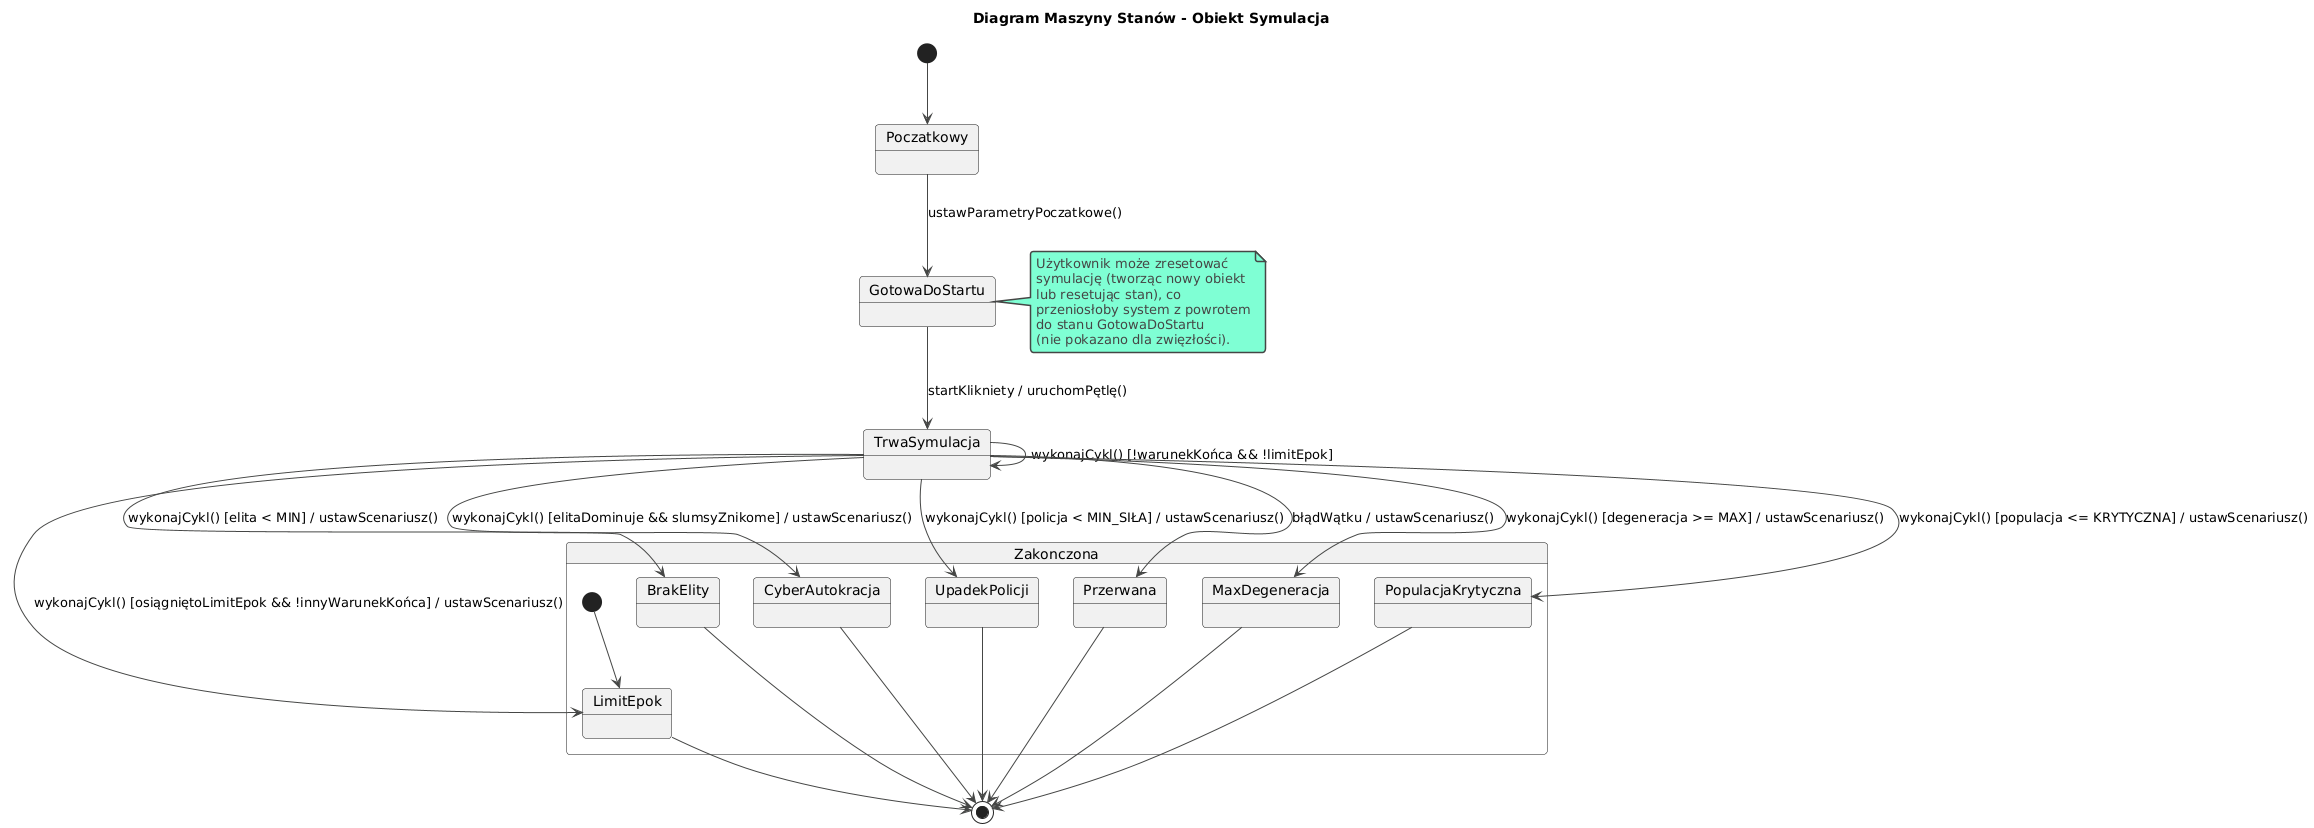 Diagram Maszyny Stanów - Obiekt Symulacja
Poczatkowy
ustawParametryPoczatkowe()
Użytkownik może zresetować
symulację (tworząc nowy obiekt
lub resetując stan), co
przeniosłoby system z powrotem
do stanu GotowaDoStartu
(nie pokazano dla zwięzłości).
GotowaDoStartu
startKlikniety / uruchomPętlę()
TrwaSymulacja
wykonajCykl() [!warunekKońca && !limitEpok]
wykonajCykl() [elita < MIN] / ustawScenariusz()
wykonajCykl() [elitaDominuje && slumsyZnikome] / ustawScenariusz()
wykonajCykl() [policja < MIN_SIŁA] / ustawScenariusz()
błądWątku / ustawScenariusz()
wykonajCykl() [degeneracja >= MAX] / ustawScenariusz()
wykonajCykl() [populacja <= KRYTYCZNA] / ustawScenariusz()
Zakonczona
BrakElity
CyberAutokracja
UpadekPolicji
Przerwana
MaxDegeneracja
PopulacjaKrytyczna
wykonajCykl() [osiągniętoLimitEpok && !innyWarunekKońca] / ustawScenariusz()
LimitEpok